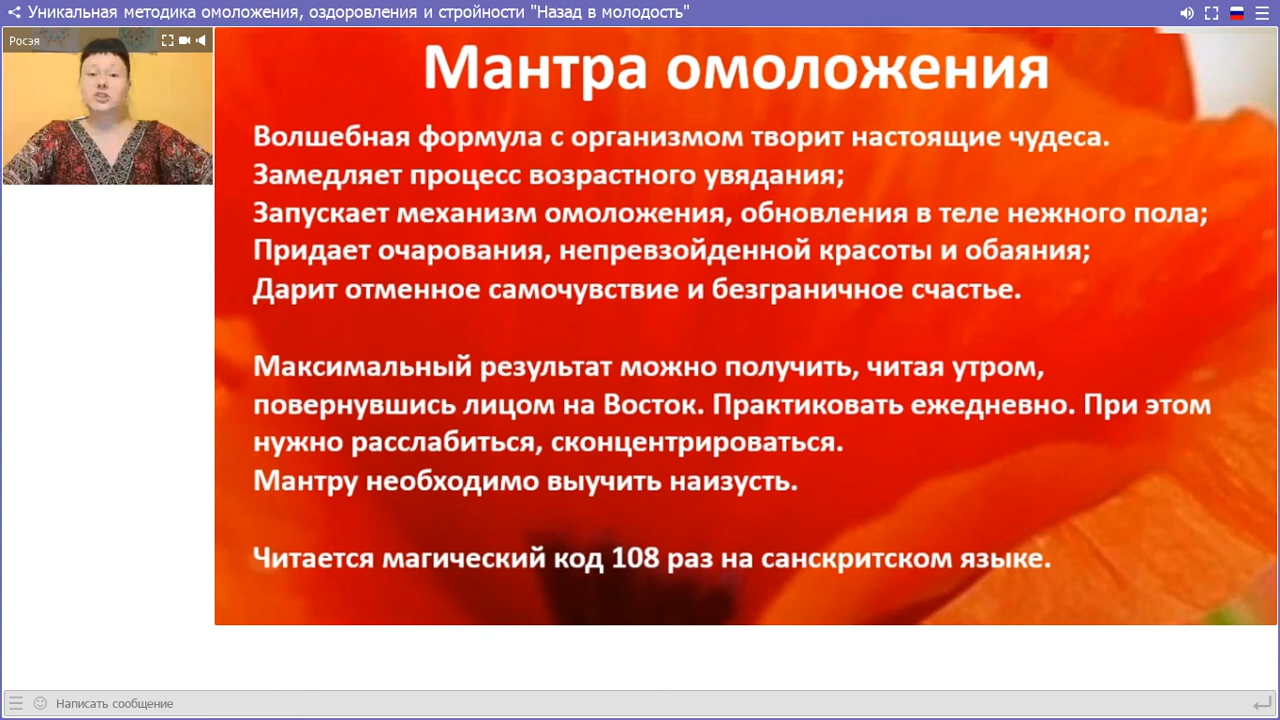 Уникальная методика омоложения, оздоровления и стройности "Назад в молодость"
Росэя
Мантра омоложения
Волшебная формула с организмом творит настоящие чудеса.
Замедляет процесс возрастного увядания;
Запускает механизм омоложения, обновления в теле нежного пола;
Придает очарования, непревзойденной красоты и обаяния;
Дарит отменное самочувствие и безграничное счастье.
Максимальный результат можно получить, читая утром,
повернувшись лицом на Восток. Практиковать ежедневно. При этом
нужно расслабиться, сконцентрироваться.
Мантру необходимо выучить наизусть.
Читается магический код 108 раз на санскритском языке.
Написать сообщение